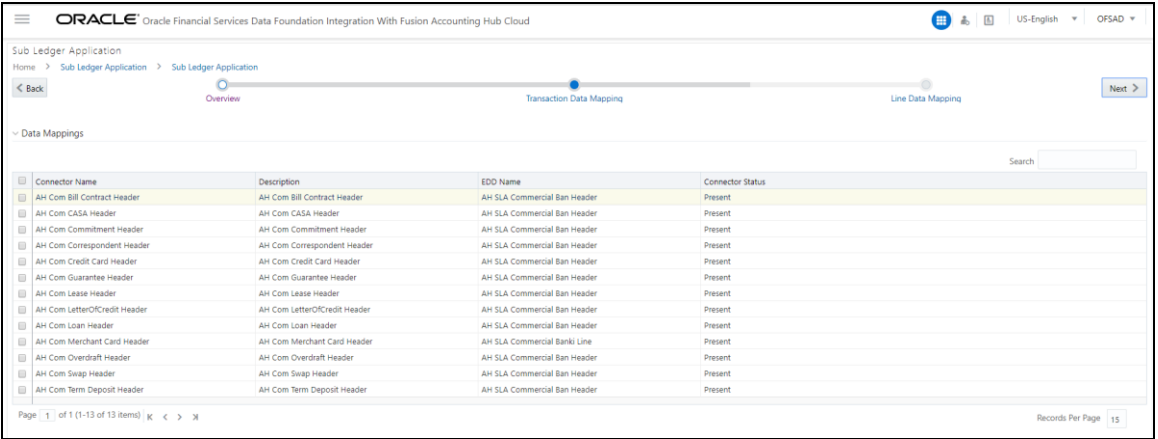 ORACLE® Oracle Financial Services Data Foundation Integration With Fusion Accounting Hub Cloud US-English OFSAD
Sub Ledger Application
Home > Sub Ledger Application > Sub Ledger Application
Back Overview Transaction Data Mapping Line Data Mapping Next
Data Mappings
Search
Connector Name Description EDD Name Connector Status
AH Com Bill Contract Header AH Com Bill Contract Header AH SLA Commercial Ban Header Present
AH Com CASA Header AH Com CASA Header AH SLA Commercial Ban Header Present
AH Com Commitment Header AH Com Commitment Header AH SLA Commercial Ban Header Present
AH Com Correspondent Header AH Com Correspondent Header AH SLA Commercial Ban Header Present
AH Com Credit Card Header AH Com Credit Card Header AH SLA Commercial Ban Header Present
AH Com Guarantee Header AH Com Guarantee Header AH SLA Commercial Ban Header Present
AH Com Lease Header AH Com Lease Header AH SLA Commercial Ban Header Present
AH Com LetterOfCredit Header AH Com LetterOfCredit Header AH SLA Commercial Ban Header Present
AH Com Loan Header AH Com Loan Header AH SLA Commercial Ban Header Present
AH Com Merchant Card Header AH Com Merchant Card Header AH SLA Commercial Banki Line Present
AH Com Overdraft Header AH Com Overdraft Header AH SLA Commercial Ban Header Present
AH Com Swap Header AH Com Swap Header AH SLA Commercial Ban Header Present
AH Com Term Deposit Header AH Com Term Deposit Header AH SLA Commercial Ban Header Present
Page 1 of 1 (1-13 of 13 items) Records Per Page 15